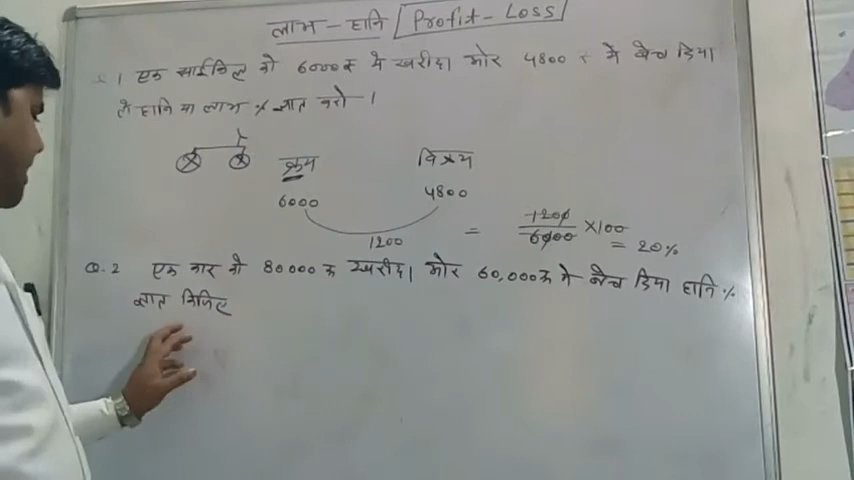 लाभ - हानि Profit - Loss
1 एक साईकिल को 6000रू मे खरीदा और 4800 रू मे बेच दिया
तो हानि या लाभ % ज्ञात करो ।
क्रय विक्रय
6000 4800
1200 = -1200/-6000 ×100 = 20%
Q. 2 एक कार को 80000 रू खरीदा और 60,000रू मे बेच दिया हानि %
ज्ञात किजिए